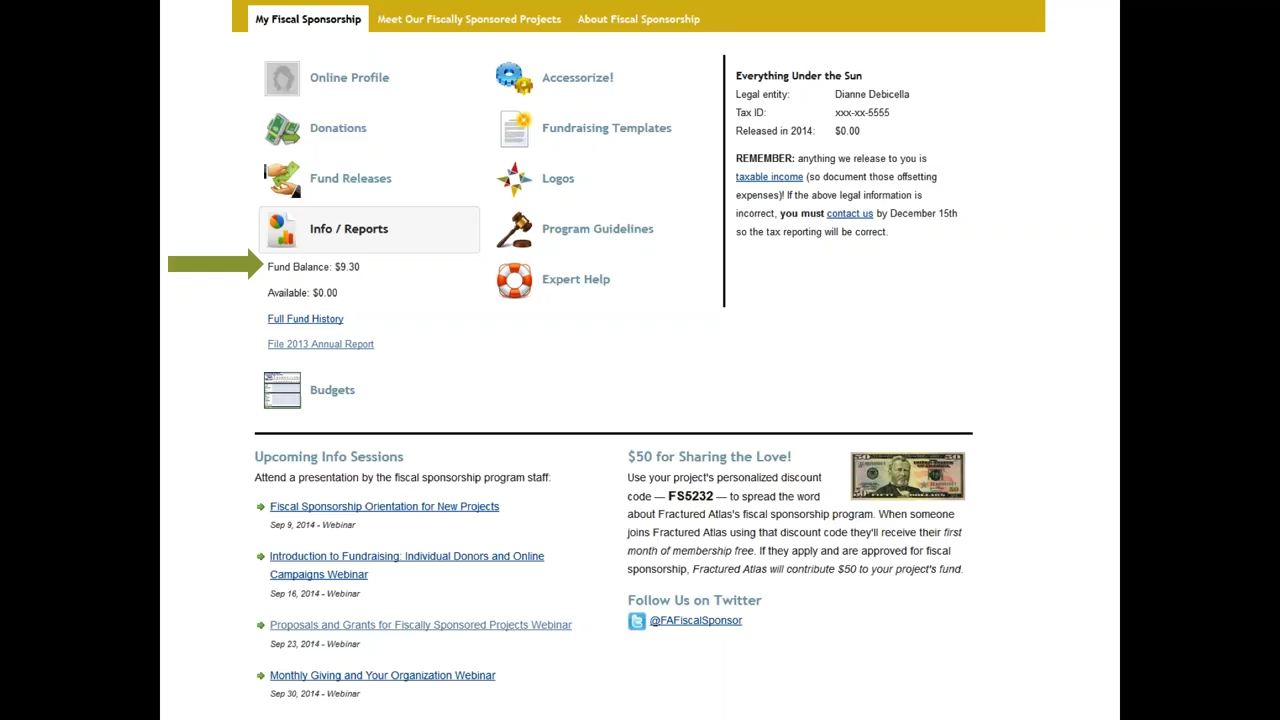 My Fiscal Sponsorship
Meet Our Fiscally Sponsored Projects
About Fiscal Sponsorship
Online Profile
Donations
Fund Releases
Info / Reports
Fund Balance: $9.30
Available: $0.00
Full Fund History
File 2013 Annual Report
Budgets
Accessorize!
Fundraising Templates
Logos
Program Guidelines
Expert Help
Everything Under the Sun
Legal entity: Dianne Debicella
Tax ID: xxx-xx-5555
Released in 2014: $0.00
REMEMBER: anything we release to you is
taxable income (so document those offsetting
expenses)! If the above legal information is
incorrect, you must contact us by December 15th
so the tax reporting will be correct.
Upcoming Info Sessions
Attend a presentation by the fiscal sponsorship program staff:
Fiscal Sponsorship Orientation for New Projects
Sep 9, 2014 - Webinar
Introduction to Fundraising: Individual Donors and Online
Campaigns Webinar
Sep 16, 2014 - Webinar
Proposals and Grants for Fiscally Sponsored Projects Webinar
Sep 23, 2014 - Webinar
Monthly Giving and Your Organization Webinar
Sep 30, 2014 - Webinar
$50 for Sharing the Love!
Use your project's personalized discount
code — FS5232 — to spread the word
about Fractured Atlas's fiscal sponsorship program. When someone
joins Fractured Atlas using that discount code they'll receive their first
month of membership free. If they apply and are approved for fiscal
sponsorship, Fractured Atlas will contribute $50 to your project's fund.
Follow Us on Twitter
@FAFiscalSponsor